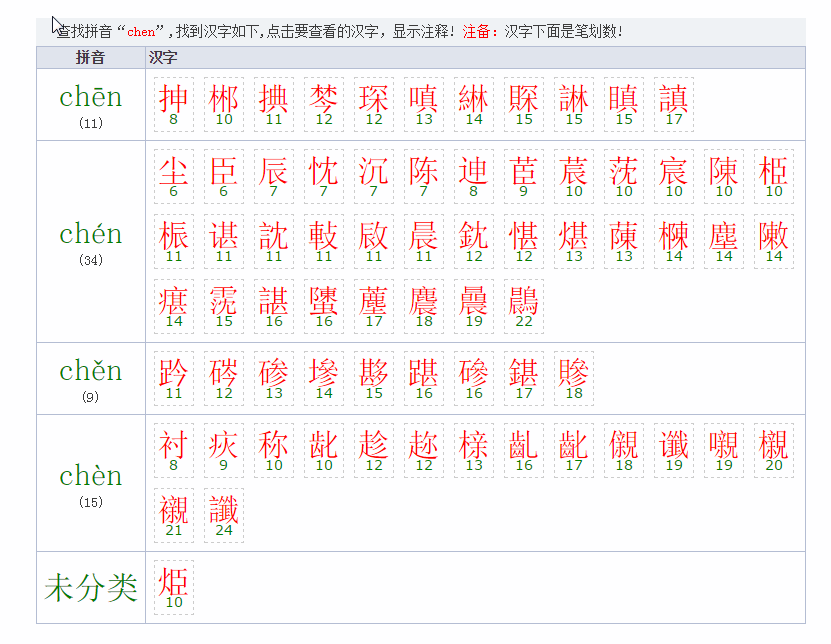 查找拼音“chen”,找到汉字如下,点击要查看的汉字，显示注释! 注备：汉字下面是笔划数!
拼音 汉字
chēn 抻 郴 捵 棽 琛 嗔 綝 賝 諃 瞋 謓
(11) 8 10 11 12 12 13 14 15 15 15 17
尘 臣 辰 忱 沉 陈 迧 茞 莀 莐 宸 陳 栕
6 6 7 7 7 7 8 9 10 10 10 10 10
chén 桭 谌 訦 軙 敐 晨 鈂 愖 煁 蔯 樄 塵 敶
(34) 11 11 11 11 11 11 12 12 13 13 14 14 14
瘎 霃 諶 螴 薼 麎 曟 鷐
14 15 16 16 17 18 19 22
chěn 趻 硶 碜 墋 夦 踸 磣 鍖 贂
(9) 11 12 13 14 15 16 16 17 18
衬 疢 称 龀 趁 趂 榇 齓 齔 儭 谶 嚫 櫬
8 9 10 10 12 12 13 16 17 18 19 19 20
chèn 襯 讖
(15) 21 24
未分类 烥
10